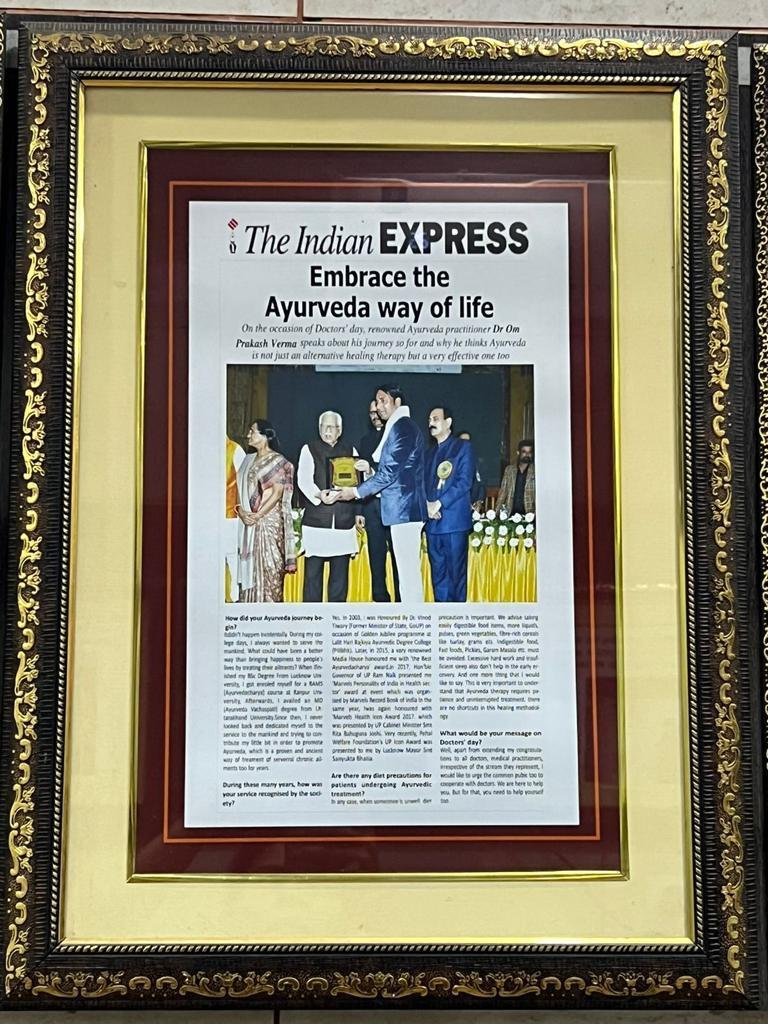 The Indian EXPRESS
Embrace the
Ayurveda way of life
On the occasion of Doctors' day, renowned Ayurveda practitioner Dr Om
Prakash Verma speaks about his journey so for and why he thinks Ayurveda
is not just an alternative healing therapy but a very effective one too
How did your Ayurveda journey be-
gin?
It didn't happen incidentally. During my col-
lege days, I always wanted to serve the
mankind. What could have been a better
way than bringing happiness to people's
lives by treating their ailments? When I fin-
ished my BSc Degree From Lucknow Uni-
versity, I got enroled myself for a BAMS
(Ayurvedacharya) course at Kanpur Uni-
versity. Afterwards, I availed an MD
(Ayurveda Vachaspati) degree from Ut-
tarakhand University.Since then, I never
looked back and dedicated myself to the
service to the mankind and trying to con-
tribute my little bit in order to promote
Ayurveda, which is a proven and ancient
way of treatment of serveral chronic ail-
ments too for years.
During these many years, how was
your service recognised by the soci-
ety?
Yes. In 2003, I was Honoured By Dr. Vinod
Tiwary (Former Minister of State, GoUP) on
occasion of Golden Jubilee programme at
Lalit Hari Rajkiya Ayurvedic Degree College
(Pilibhit). Later, in 2015, a very renowned
Media House honoured me with 'the Best
Ayurvedacharya' award.in 2017, Hon'ble
Governor of UP Ram Naik presented me
'Marvels Personality of India in Health sec-
tor' award at event which was organ-
ised by Marvels Record Book of India In the
same year, Iwas again honoured with
'Marvels Health Icon Award 2017' which
was presented by UP Cabinet Minister Smt
Rita Bahuguna Joshi. Very recently, Pehal
Welfare Foundation's UP Icon Award was
presented to me by Lucknow Mayor Smt
Sanyukta Bhatia.
Are there any diet precautions for
patients undergoing Ayurvedic
treatment?
In any case, when someone is unwell, diet
precaution is important. We advise taking
easily digestible food items, more liquids,
pulses, green vegetables, fibre-rich cereals
like barley, grams etc. Indigestible food,
Fast foods, Pickles, Garam Masala etc. must
be avoided. Excessive hard work and insuf-
ficient sleep also don't help in the early re-
covery. And one more thing that I would
like to say. This is very important to under-
stand that Ayurveda therapy requires pa-
tience and uninterrupted treatment. there
are no shortcuts in this healing methodol-
ogy
What would be your message on
Doctors' day?
Well, apart from extending my congratula-
tions to all doctors, medical practitioners,
irrespective of the stream they represent, I
would like to urge the common pubic too to
cooperate with doctors. We are here to help
you. But for that, you need to help yourself
too.